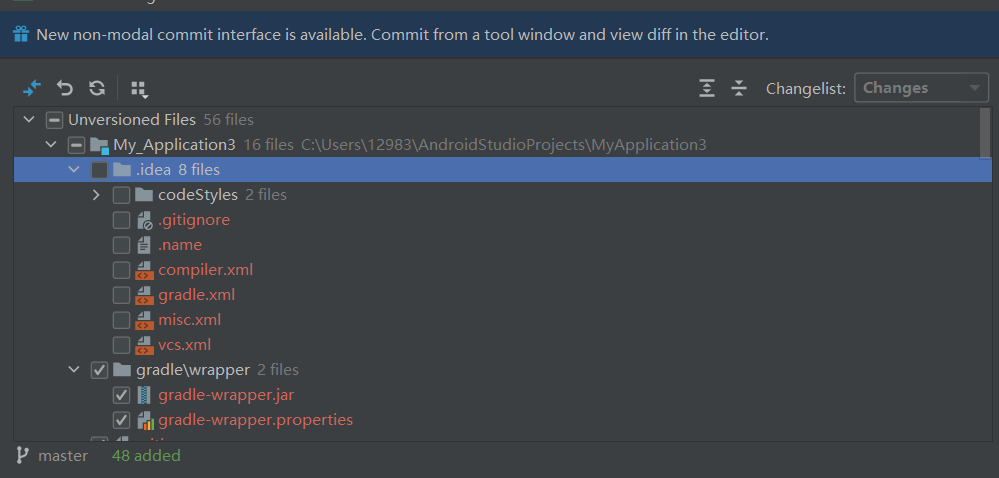 New non-modal commit interface is available. Commit from a tool window and view diff in the editor.
Changelist: Changes
Unversioned Files 56 files
My_Application3 16 files C:\Users\12983\AndroidStudioProjects\MyApplication3
.idea 8 files
codeStyles 2 files
.gitignore
.name
compiler.xml
gradle.xml
misc.xml
vcs.xml
gradle\wrapper 2 files
gradle-wrapper.jar
gradle-wrapper.properties
master 48 added